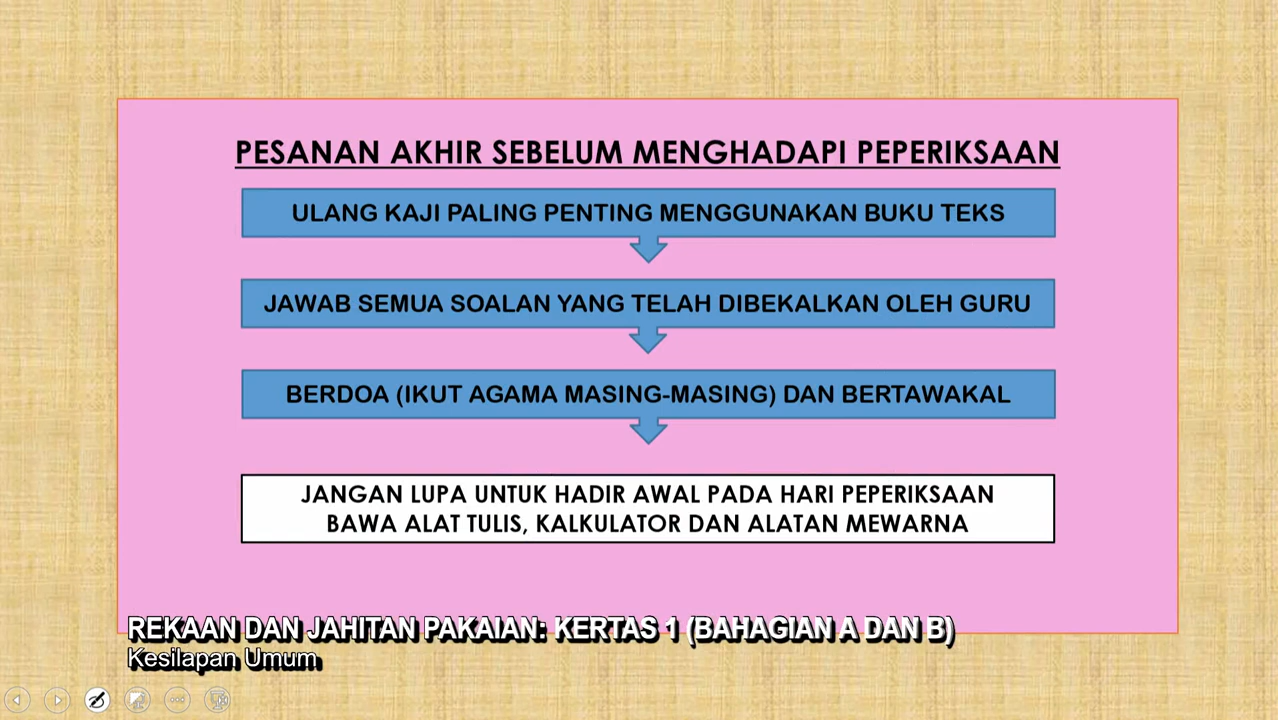 PESANAN AKHIR SEBELUM MENGHADAPI PEPERIKSAAN
ULANG KAJI PALING PENTING MENGGUNAKAN BUKU TEKS
JAWAB SEMUA SOALAN YANG TELAH DIBEKALKAN OLEH GURU
BERDOA (IKUT AGAMA MASING-MASING) DAN BERTAWAKAL
JANGAN LUPA UNTUK HADIR AWAL PADA HARI PEPERIKSAAN
BAWA ALAT TULIS, KALKULATOR DAN ALATAN MEWARNA
REKAAN DAN JAHITAN PAKAIAN: KERTAS 1 (BAHAGIAN A DAN B)
Kesilapan Umum